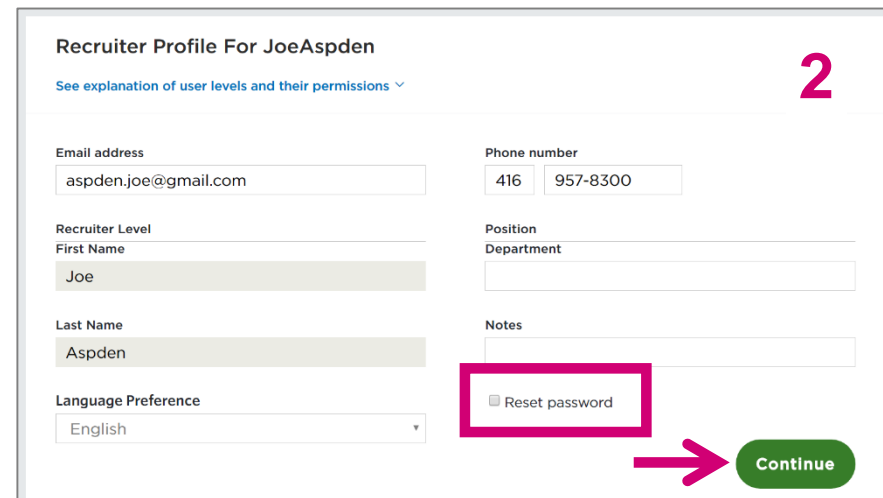 Recruiter Profile For JoeAspden
2
See explanation of user levels and their permissions
Email address
Phone number
aspden.joe@gmail.com
416 957-8300
Recruiter Level
Position
First Name
Department
Joe
Last Name
Notes
Aspden
Language Preference
Reset password
English
Continue